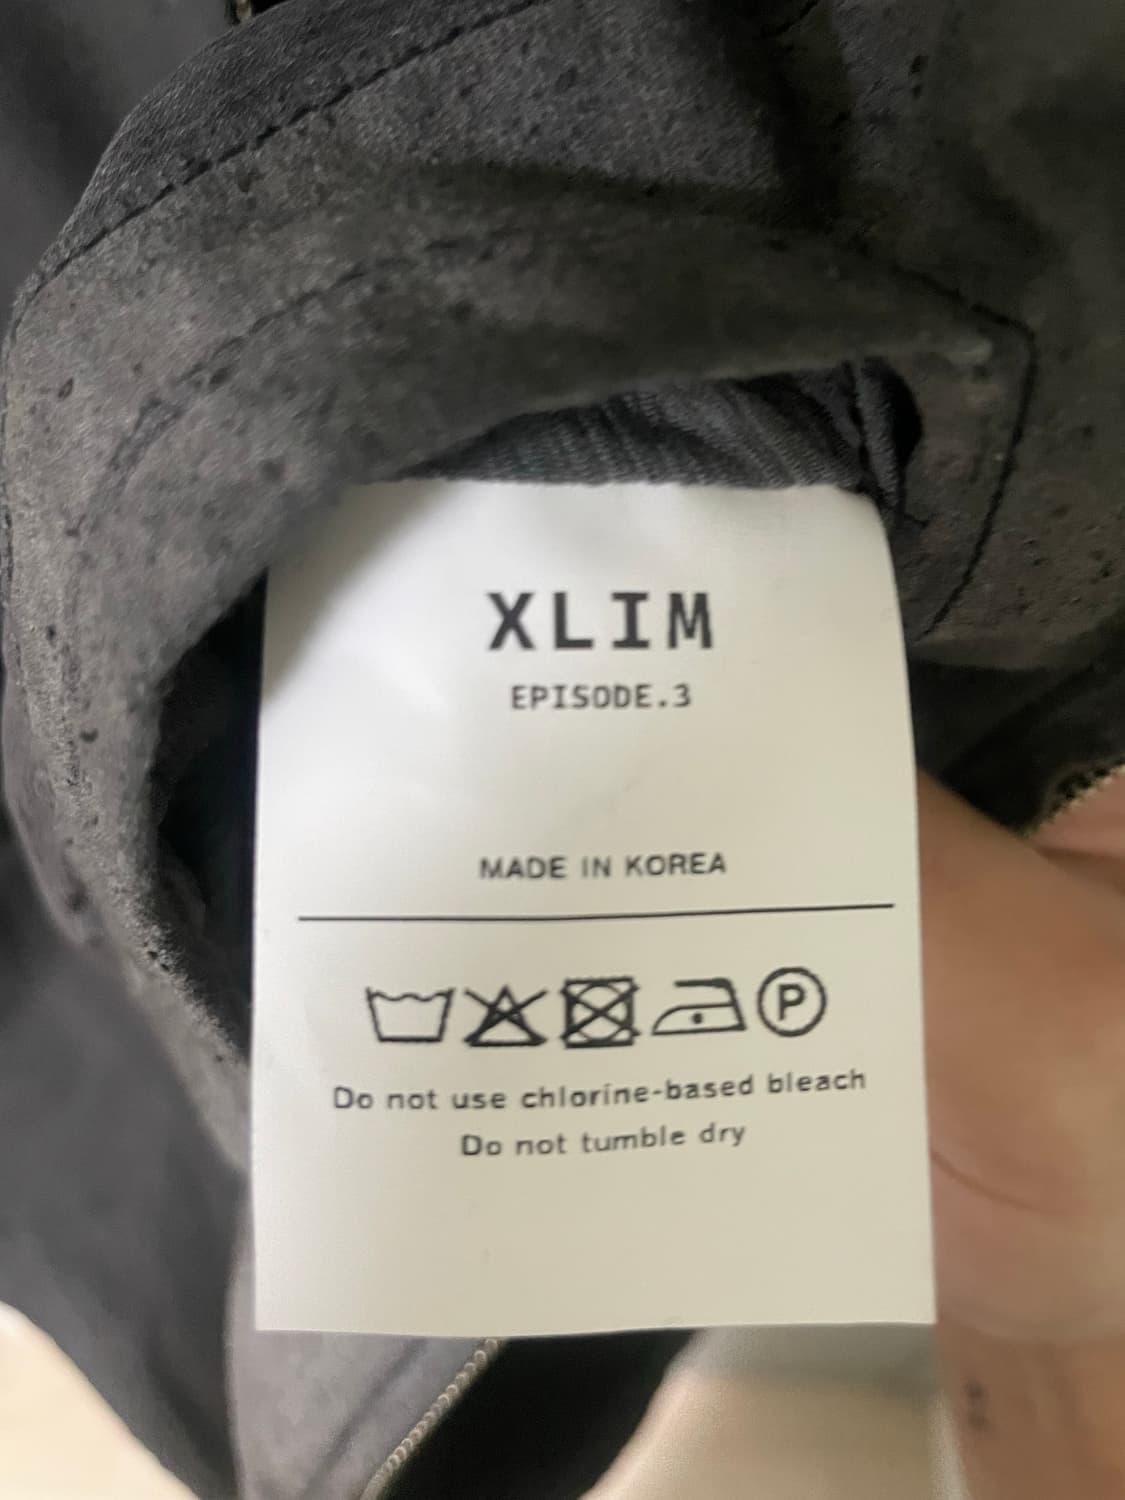 XLIM
EPISODE.3
MADE IN KOREA
P
Do not use chlorine-based bleach
Do not tumble dry